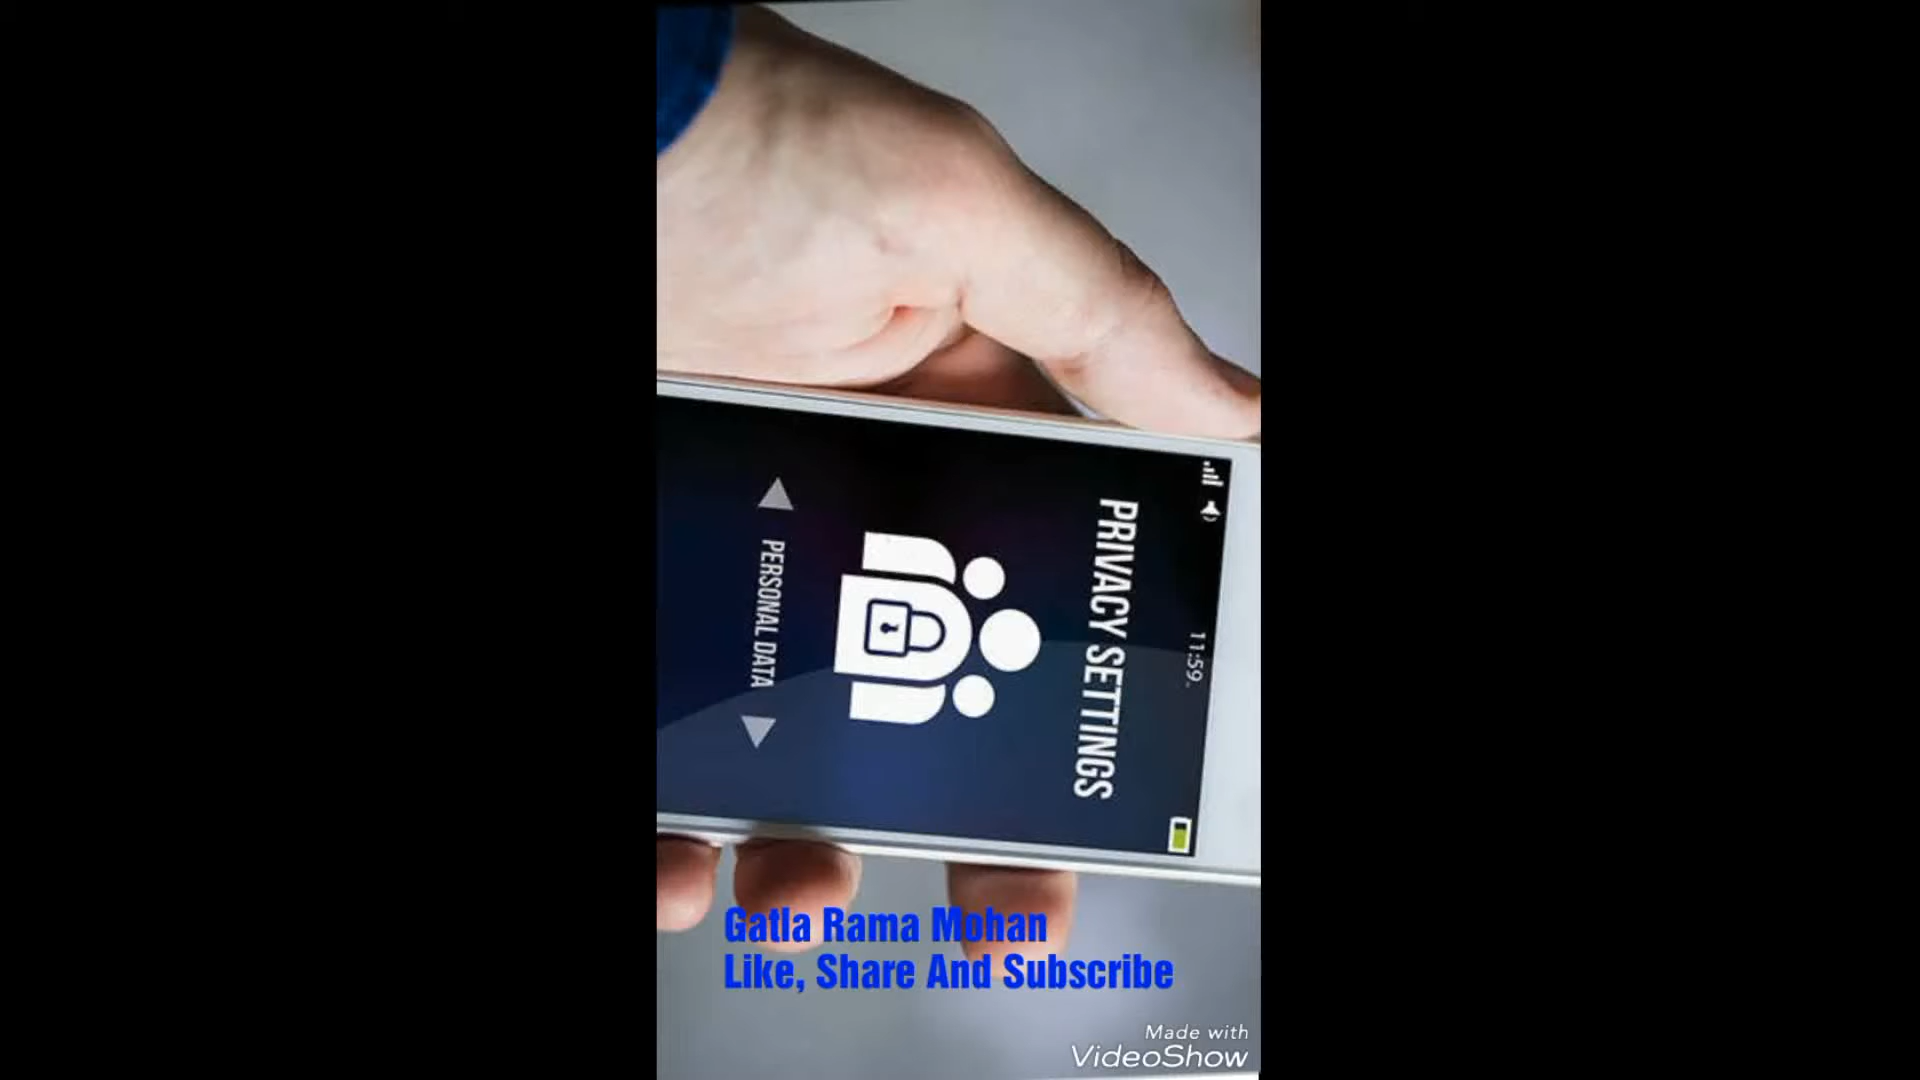 11:59
PRIVACY SETTINGS
PERSONAL DATA
Gatla Rama Mohan
Like, Share And Subscribe
Made with
VideoShow